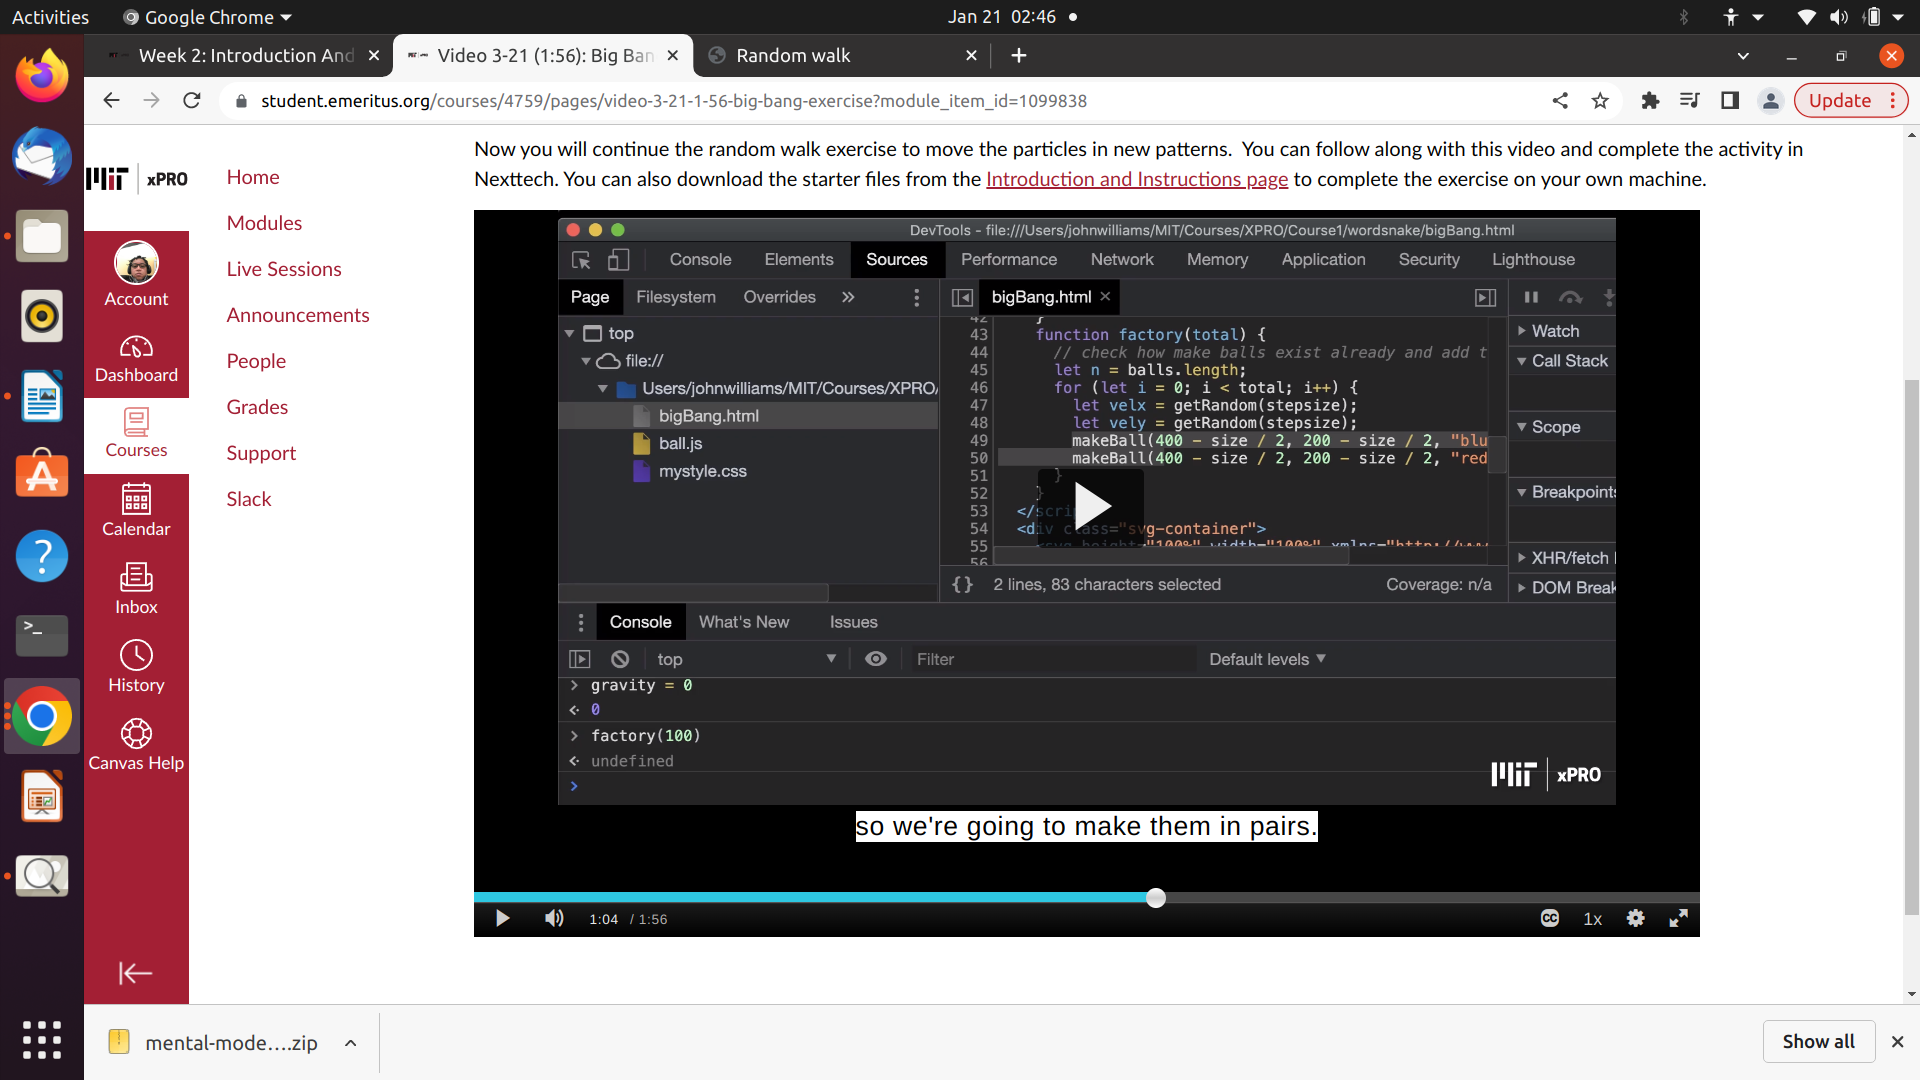 Activities
Google Chrome
Jan 21 02:46
Week 2: Introduction And
Video 3-21 (1:56): Big Ban
Random walk
student.emeritus.org/courses/4759/pages/video-3-21-1-56-big-bang-exercise?module_item_id=1099838
Update
MIT xPRO
Account
Dashboard
Courses
Calendar
Inbox
History
Canvas Help
Home
Modules
Live Sessions
Announcements
People
Grades
Support
Slack
Now you will continue the random walk exercise to move the particles in new patterns. You can follow along with this video and complete the activity in
Nexttech. You can also download the starter files from the Introduction and Instructions page to complete the exercise on your own machine.
DevTools - file:///Users/johnwilliams/MIT/Courses/XPRO/Course1/wordsnake/bigBang.html
Console Elements Sources Performance Network Memory Application Security Lighthouse
Page Filesystem Overrides »
bigBang.html ×
top
file://
Users/johnwilliams/MIT/Courses/XPRO/
bigBang.html
ball.js
mystyle.css
42 }
43 function factory(total) {
44 // check how make balls exist already and add t
45 let n = balls.length;
46 for (let i = 0; i < total; i++) {
47 let velx = getRandom(stepsize);
48 let vely = getRandom(stepsize);
49 makeBall(400 - size / 2, 200 - size / 2, "blu
50 makeBall(400 - size / 2, 200 - size / 2, "red
51 }
52 }
53 </scri
54 <div class="svg-container">
55 <svg height="100%" width="100%" xmlns="http://www
56
{} 2 lines, 83 characters selected Coverage: n/a
Watch
Call Stack
Scope
Breakpoints
XHR/fetch
DOM Break
Console What's New Issues
top
Filter
Default levels
> gravity = 0
0
> factory(100)
undefined
>
MIT xPRO
so we're going to make them in pairs.
1:04 / 1:56
CC
1x
mental-mode....zip
Show all